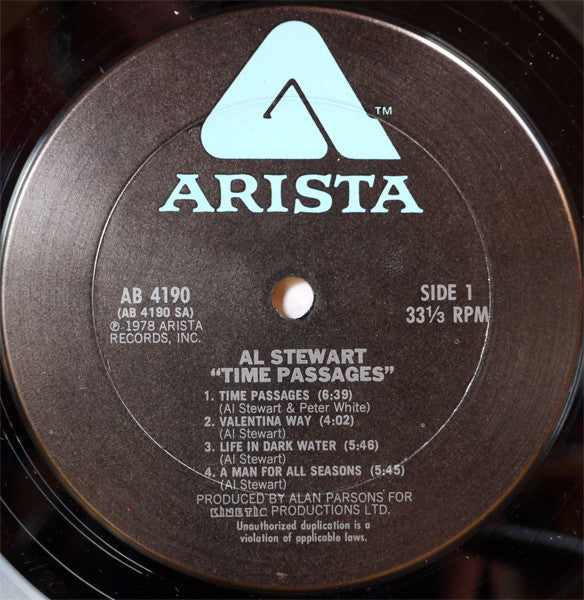 ™
ARISTA
AB 4190
(AB 4190 SA)
℗ 1978 ARISTA
RECORDS, INC.
SIDE 1
33⅓ RPM
AL STEWART
"TIME PASSAGES"
1. TIME PASSAGES (6:39)
(Al Stewart & Peter White)
2. VALENTINA WAY (4:02)
(Al Stewart)
3. LIFE IN DARK WATER (5:46)
(Al Stewart)
4. A MAN FOR ALL SEASONS (5:45)
(Al Stewart)
PRODUCED BY ALAN PARSONS FOR
KINETIC PRODUCTIONS LTD.
Unauthorized duplication is a
violation of applicable laws.